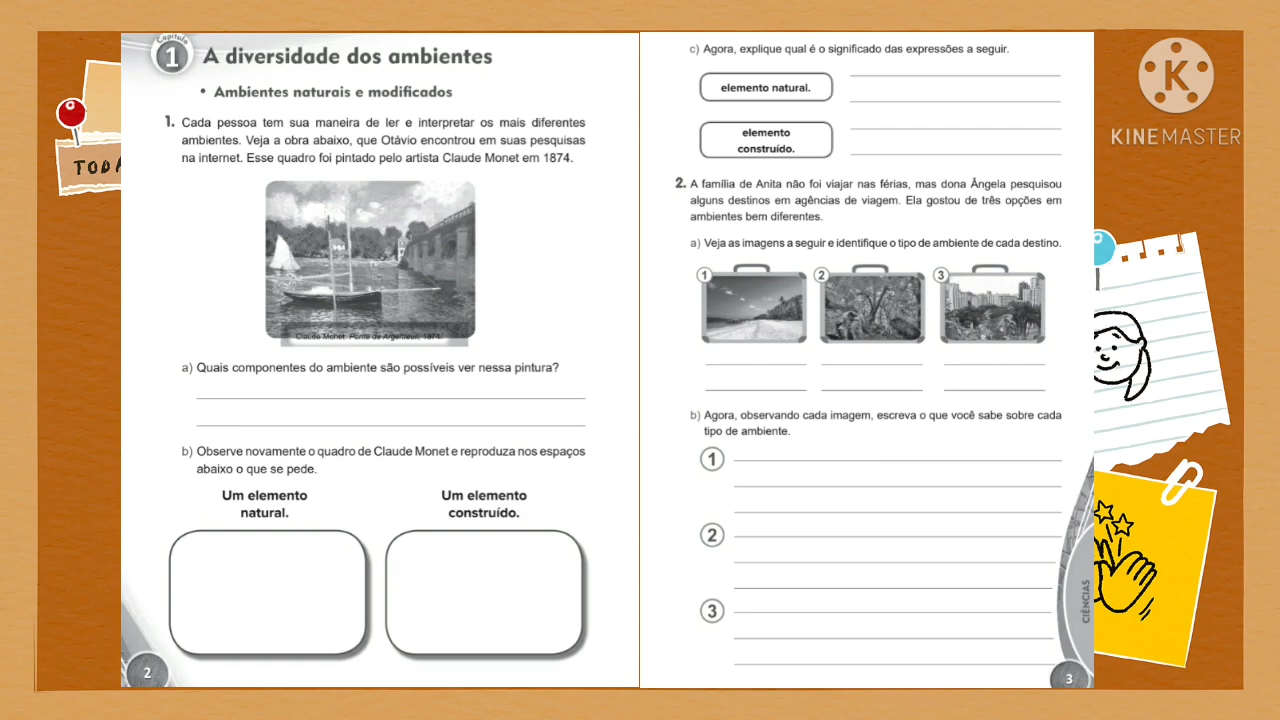 Capítulo
1
A diversidade dos ambientes
• Ambientes naturais e modificados
1. Cada pessoa tem sua maneira de ler e interpretar os mais diferentes
ambientes. Veja a obra abaixo, que Otávio encontrou em suas pesquisas
na internet. Esse quadro foi pintado pelo artista Claude Monet em 1874.
Claude Monet. Ponte de Argenteuil, 1874.
a) Quais componentes do ambiente são possíveis ver nessa pintura?
b) Observe novamente o quadro de Claude Monet e reproduza nos espaços
abaixo o que se pede.
Um elemento
natural.
Um elemento
construído.
2
c) Agora, explique qual é o significado das expressões a seguir.
elemento natural.
elemento
construído.
2. A família de Anita não foi viajar nas férias, mas dona Ângela pesquisou
alguns destinos em agências de viagem. Ela gostou de três opções em
ambientes bem diferentes.
a) Veja as imagens a seguir e identifique o tipo de ambiente de cada destino.
1 2 3
b) Agora, observando cada imagem, escreva o que você sabe sobre cada
tipo de ambiente.
1
2
3
CIÊNCIAS
3
K
KINEMASTER